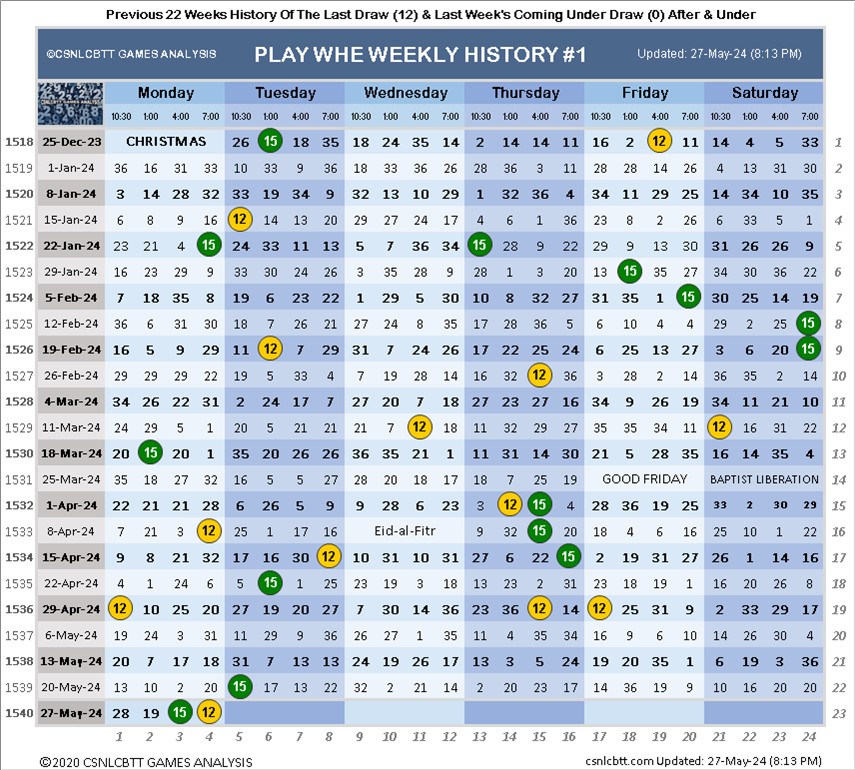 Previous 22 Weeks History Of The Last Draw (12) & Last Week's Coming Under Draw (0) After & Under
©CSNLCBTT GAMES ANALYSIS PLAY WHE WEEKLY HISTORY #1 Updated: 27-May-24 (8:13 PM)
CSNLCBTT GAMES ANALYSIS Monday Tuesday Wednesday Thursday Friday Saturday
10:30 1:00 4:00 7:00 10:30 1:00 4:00 7:00 10:30 1:00 4:00 7:00 10:30 1:00 4:00 7:00 10:30 1:00 4:00 7:00 10:30 1:00 4:00 7:00
1518 25-Dec-23 CHRISTMAS 26 15 18 35 18 24 35 14 2 14 14 11 16 2 12 11 14 4 5 33 1
1519 1-Jan-24 36 16 31 33 10 33 9 36 18 33 36 26 28 36 3 11 28 28 14 26 4 13 31 30 2
1520 8-Jan-24 3 14 28 32 33 19 34 9 32 13 10 29 1 32 36 4 34 11 29 25 14 34 10 35 3
1521 15-Jan-24 6 8 9 16 12 14 13 20 29 27 24 17 4 6 1 36 23 8 2 26 6 33 5 1 4
1522 22-Jan-24 23 21 4 15 24 33 11 13 5 7 36 34 15 28 9 22 29 9 13 30 31 26 26 9 5
1523 29-Jan-24 16 23 29 9 33 30 24 26 3 35 28 9 28 1 3 20 13 15 35 27 34 30 36 22 6
1524 5-Feb-24 7 18 35 8 19 6 23 22 1 29 5 30 10 8 32 27 31 35 1 15 30 25 14 19 7
1525 12-Feb-24 36 6 31 30 18 7 26 21 27 24 8 35 17 28 36 5 6 10 4 4 29 2 25 15 8
1526 19-Feb-24 16 5 9 29 11 12 7 29 31 7 24 26 17 22 25 24 6 25 13 27 3 6 20 15 9
1527 26-Feb-24 29 29 29 22 19 5 33 4 7 19 28 14 16 32 12 36 3 28 2 14 36 35 2 14 10
1528 4-Mar-24 34 26 22 31 2 24 17 7 27 20 7 18 27 23 27 16 34 9 26 19 34 11 21 10 11
1529 11-Mar-24 24 29 5 1 20 5 21 21 21 7 12 28 11 32 29 27 35 35 34 11 12 16 31 22 12
1530 18-Mar-24 20 15 20 1 35 20 26 26 36 35 21 1 11 31 14 30 21 5 28 35 16 14 35 4 13
1531 25-Mar-24 35 18 27 32 16 5 5 27 28 20 18 17 18 7 25 19 GOOD FRIDAY BAPTIST LIBERATION 14
1532 1-Apr-24 22 21 21 28 6 26 5 9 9 28 6 23 3 12 15 4 28 36 19 25 33 2 30 29 15
1533 8-Apr-24 7 21 3 12 25 1 17 16 Eid-al-Fitr 9 32 15 20 18 4 9 16 25 10 1 22 16
1534 15-Apr-24 9 8 21 32 17 16 30 12 10 31 10 31 27 6 22 15 2 19 31 27 26 1 14 16 17
1535 22-Apr-24 4 1 24 6 5 15 1 25 23 19 3 18 13 23 2 31 23 18 19 1 16 20 26 8 18
1536 29-Apr-24 12 10 25 20 27 19 20 27 7 30 14 36 23 36 12 14 12 25 31 9 2 33 29 17 19
1537 6-May-24 19 24 3 31 11 29 9 36 26 27 1 35 11 4 35 34 16 9 6 10 14 26 30 4 20
1538 13-May-24 20 7 17 18 31 7 13 13 24 19 26 17 13 3 5 24 19 20 35 1 6 19 3 36 21
1539 20-May-24 13 10 2 20 15 17 13 22 32 2 21 14 2 20 23 17 14 36 19 9 10 16 20 20 22
1540 27-May-24 28 19 15 12 23
1 2 3 4 5 6 7 8 9 10 11 12 13 14 15 16 17 18 19 20 21 22 23 24
©2020 CSNLCBTT GAMES ANALYSIS csnlcbtt.com Updated: 27-May-24 (8:13 PM)